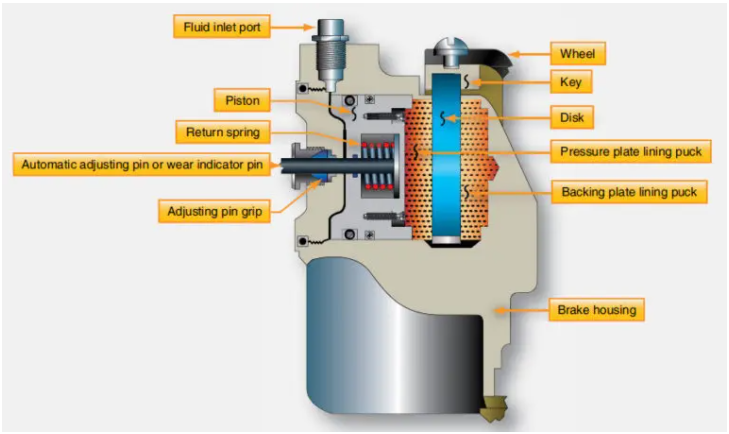 Fluid inlet port
Piston
Return spring
Automatic adjusting pin or wear indicator pin
Adjusting pin grip
Wheel
Key
Disk
Pressure plate lining puck
Backing plate lining puck
Brake housing